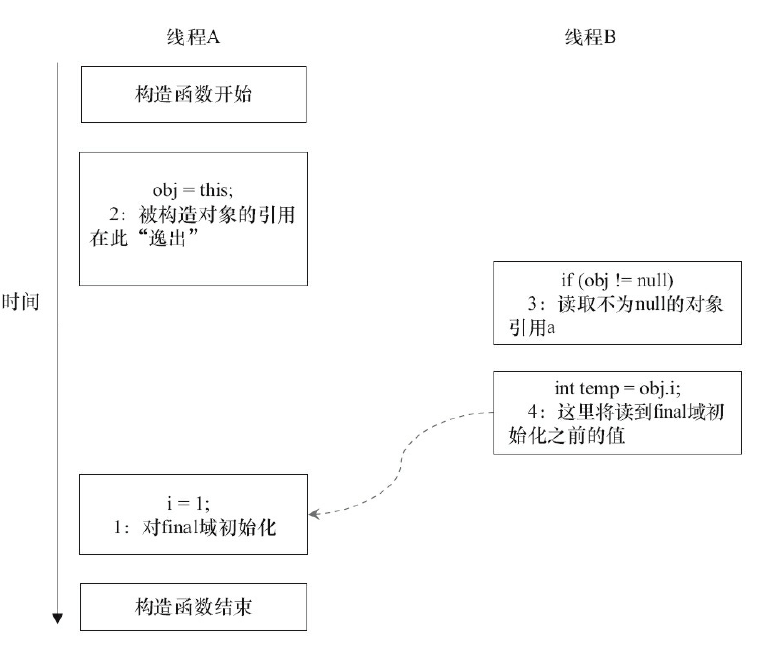 线程A
线程B
构造函数开始
obj = this;
2：被构造对象的引用
在此“逸出”
时间
if (obj != null)
3：读取不为null的对象
引用a
int temp = obj.i;
4：这里将读到final域初
始化之前的值
i = 1;
1：对final域初始化
构造函数结束